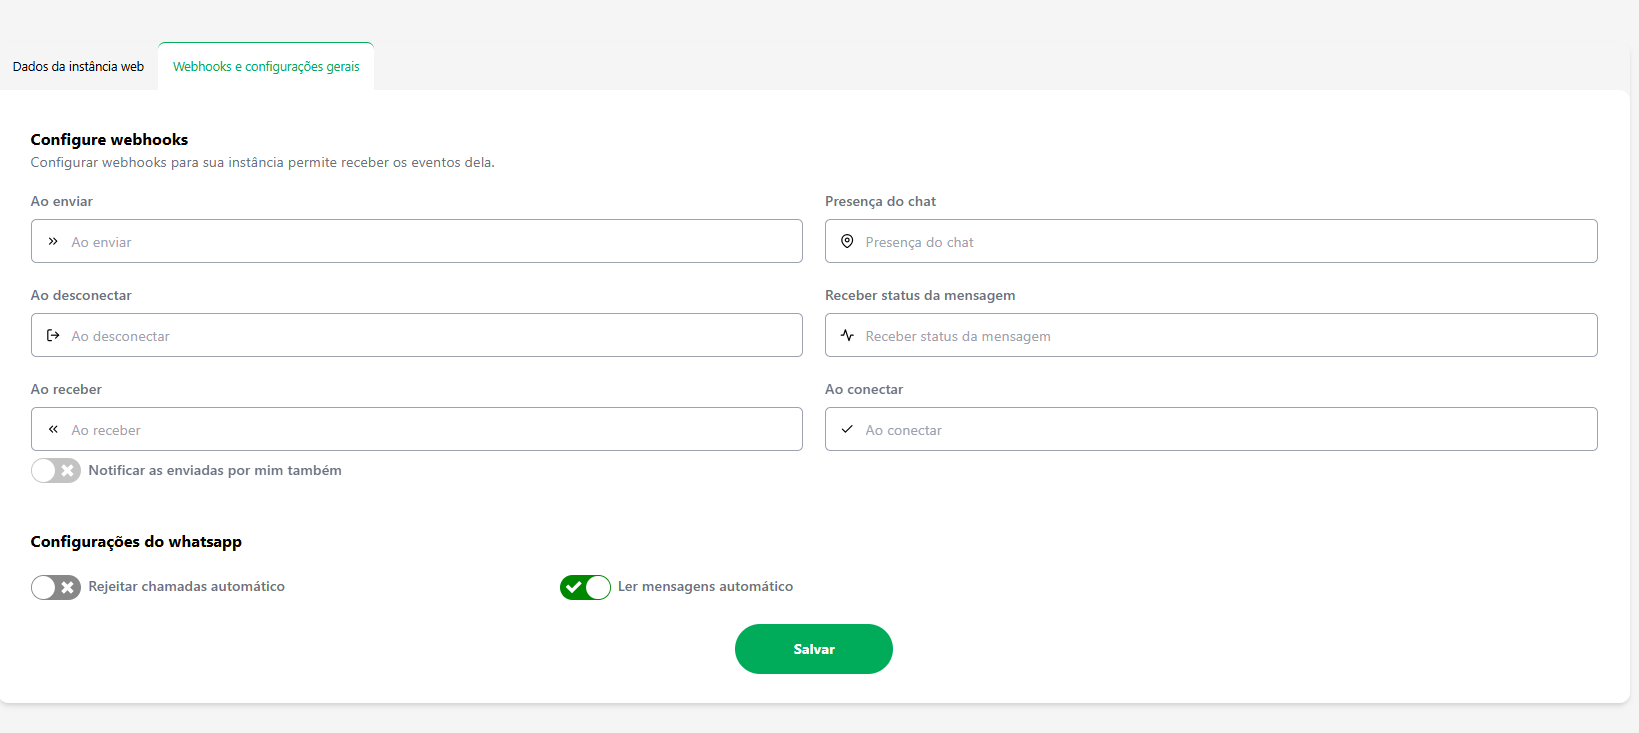 Dados da instância web
Webhooks e configurações gerais
Configure webhooks
Configurar webhooks para sua instância permite receber os eventos dela.
Ao enviar
Ao enviar
Presença do chat
Presença do chat
Ao desconectar
Ao desconectar
Receber status da mensagem
Receber status da mensagem
Ao receber
Ao receber
Ao conectar
Ao conectar
Notificar as enviadas por mim também
Configurações do whatsapp
Rejeitar chamadas automático
Ler mensagens automático
Salvar